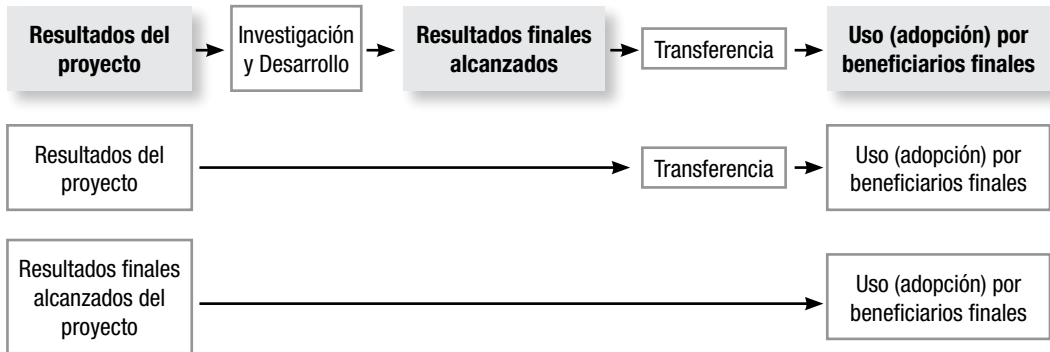 Resultados del
proyecto
Investigación
y Desarrollo
Resultados finales
alcanzados
Transferencia
Uso (adopción) por
beneficiarios finales
Resultados del
proyecto
Transferencia
Uso (adopción) por
beneficiarios finales
Resultados finales
alcanzados del
proyecto
Uso (adopción) por
beneficiarios finales